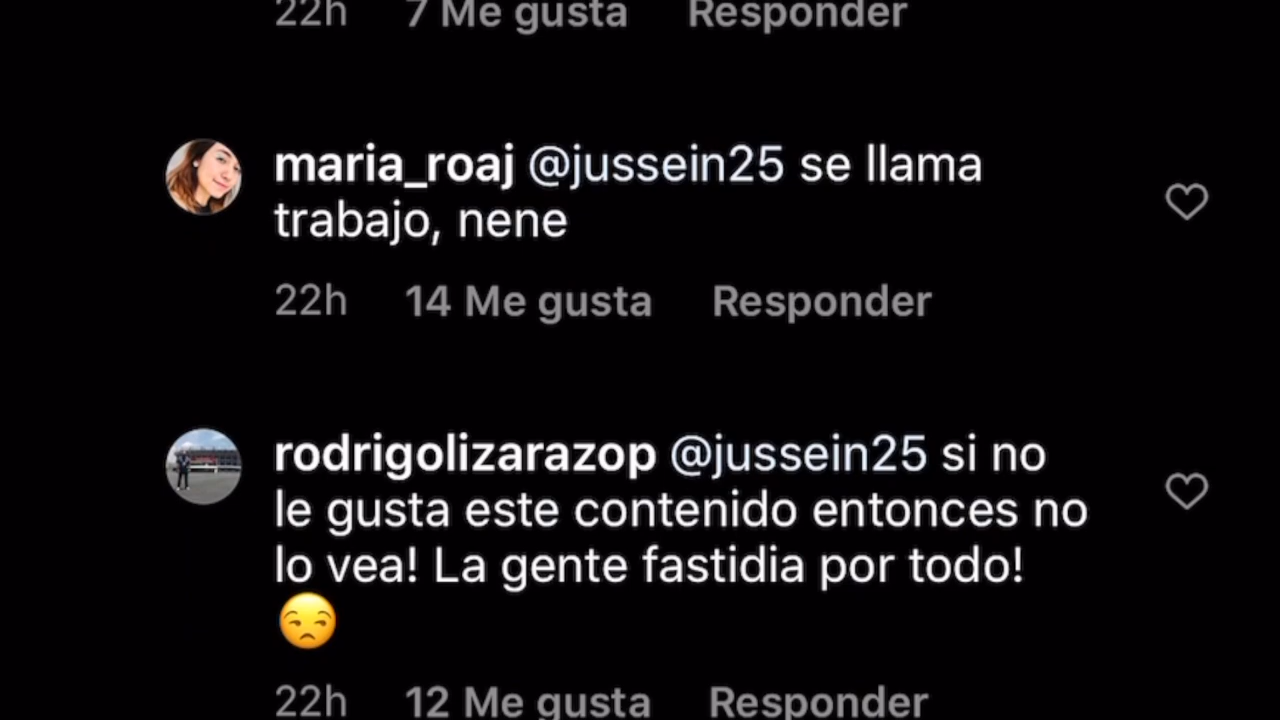 22h 7 Me gusta Responder
maria_roaj @jussein25 se llama
trabajo, nene
22h 14 Me gusta Responder
rodrigolizarazop @jussein25 si no
le gusta este contenido entonces no
lo vea! La gente fastidia por todo!
😒
22h 12 Me gusta Responder